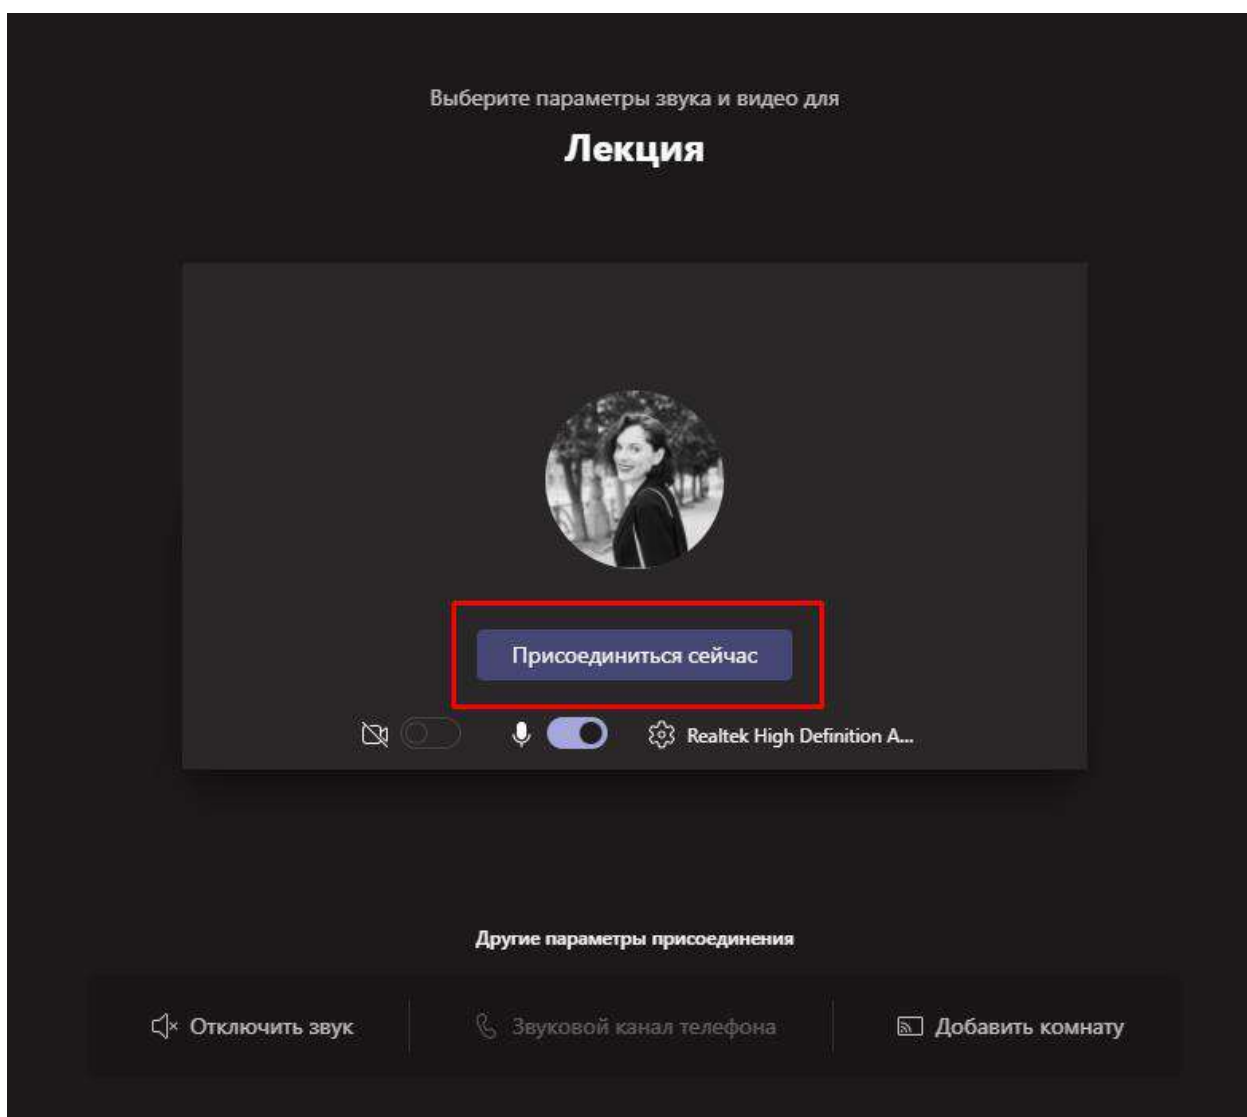 Выберите параметры звука и видео для
Лекция
Присоединиться сейчас
Realtek High Definition A...
Другие параметры присоединения
Отключить звук
Звуковой канал телефона
Добавить комнату